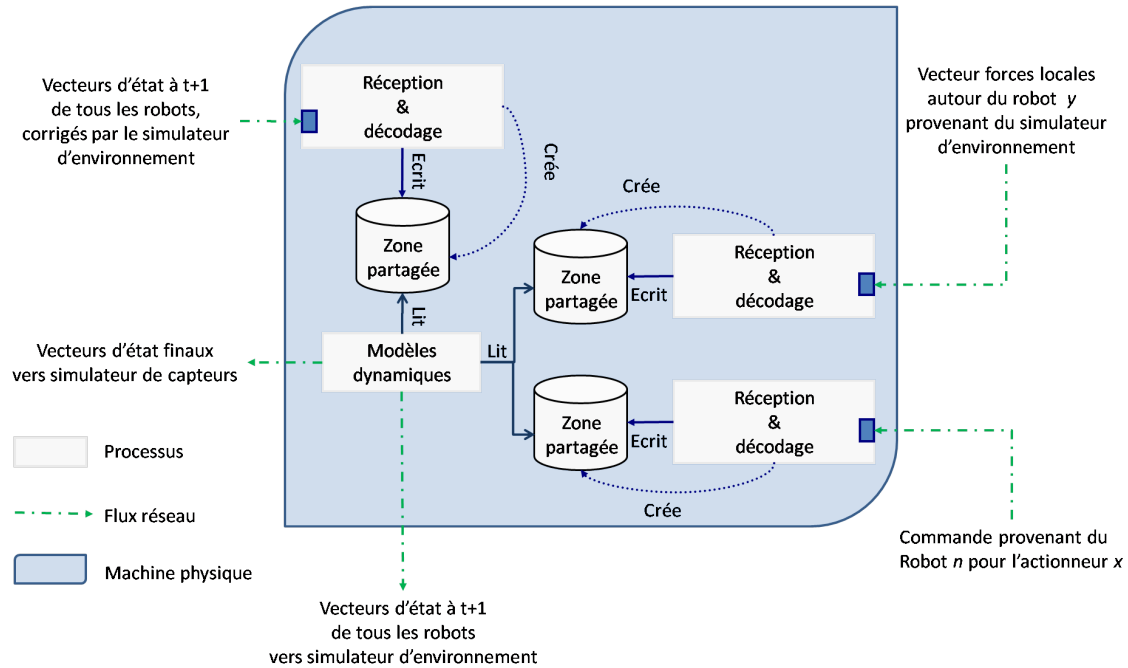 Vecteurs d'état à t+1
de tous les robots,
corrigés par le simulateur
d'environnement
Réception
&
décodage
Ecrit
Crée
Zone
partagée
Lit
Vecteur forces locales
autour du robot y
provenant du simulateur
d'environnement
Crée
Zone
partagée
Ecrit
Réception
&
décodage
Vecteurs d'état finaux
vers simulateur de capteurs
Modèles
dynamiques
Lit
Zone
partagée
Ecrit
Réception
&
décodage
Crée
Processus
Flux réseau
Machine physique
Commande provenant du
Robot n pour l'actionneur x
Vecteurs d'état à t+1
de tous les robots
vers simulateur d'environnement